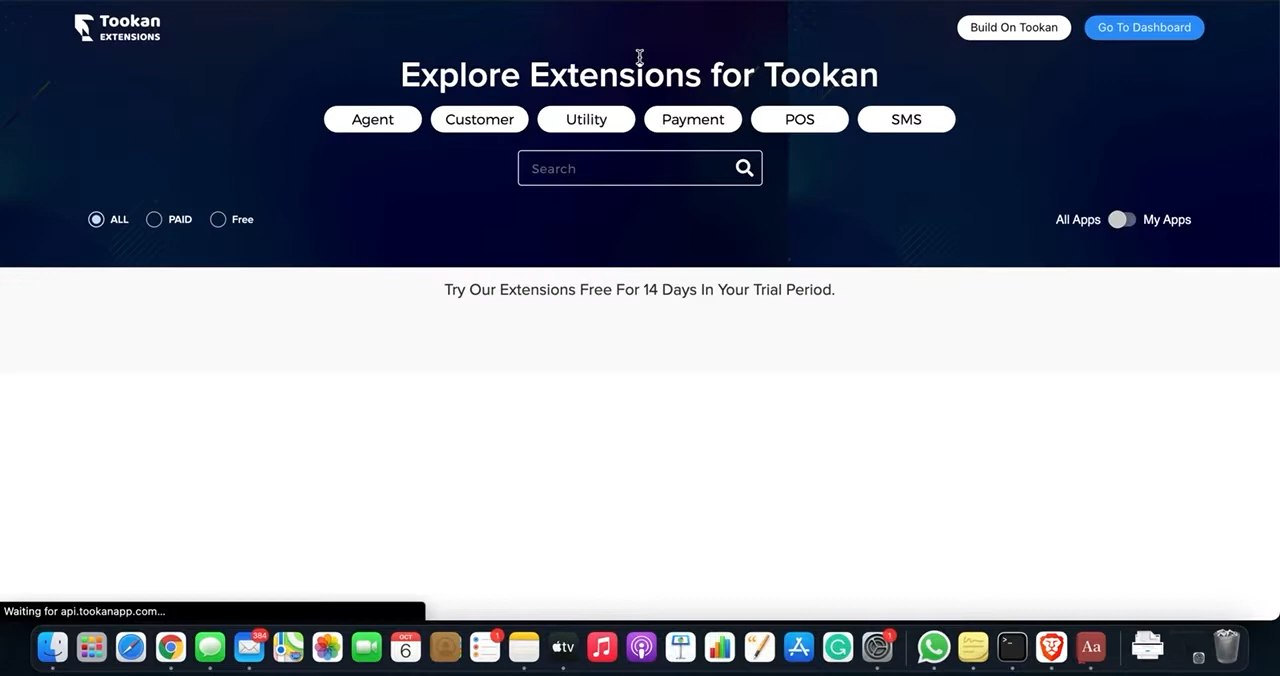 Tookan
EXTENSIONS
Build On Tookan
Go To Dashboard
Explore Extensions for Tookan
Agent
Customer
Utility
Payment
POS
SMS
Search
ALL
PAID
Free
All Apps
My Apps
Try Our Extensions Free For 14 Days In Your Trial Period.
Waiting for api.tookanapp.com...
384
OCT
6
1
tv
1
Aa